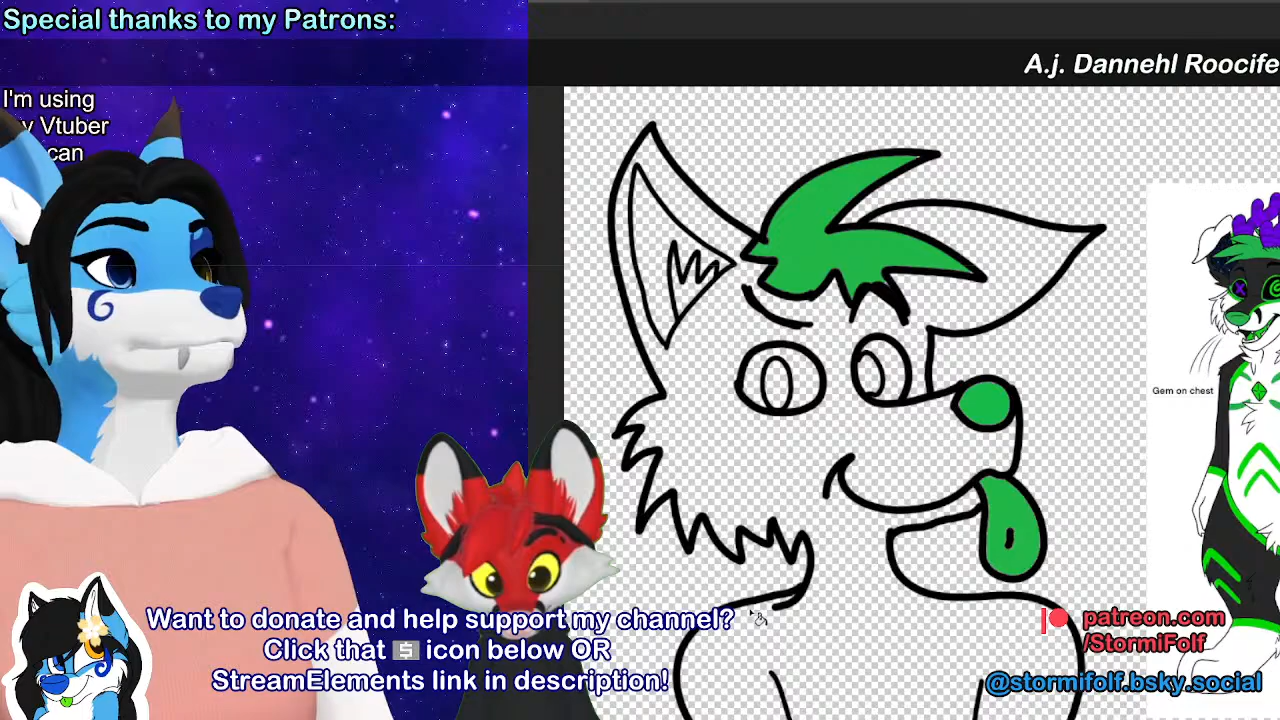 Special thanks to my Patrons:
A.j. Dannehl Roocife
I'm using
y Vtuber
can
Gem on chest
Want to donate and help support my channel?
Click that $ icon below OR
StreamElements link in description!
patreon.com
/StormiFolf
@stormifolf.bsky.social